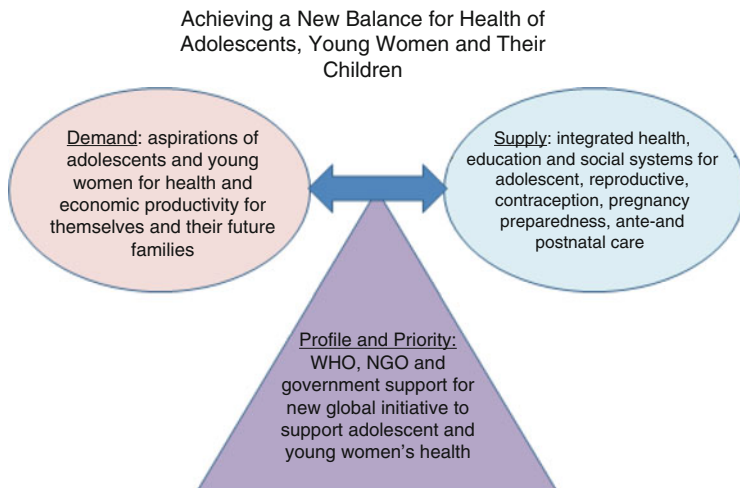 Achieving a New Balance for Health of
Adolescents, Young Women and Their
Children
Demand: aspirations of
adolescents and young
women for health and
economic productivity for
themselves and their future
families
Supply: integrated health,
education and social systems for
adolescent, reproductive,
contraception, pregnancy
preparedness, ante-and
postnatal care
Profile and Priority:
WHO, NGO and
government support for
new global initiative to
support adolescent and
young women's health